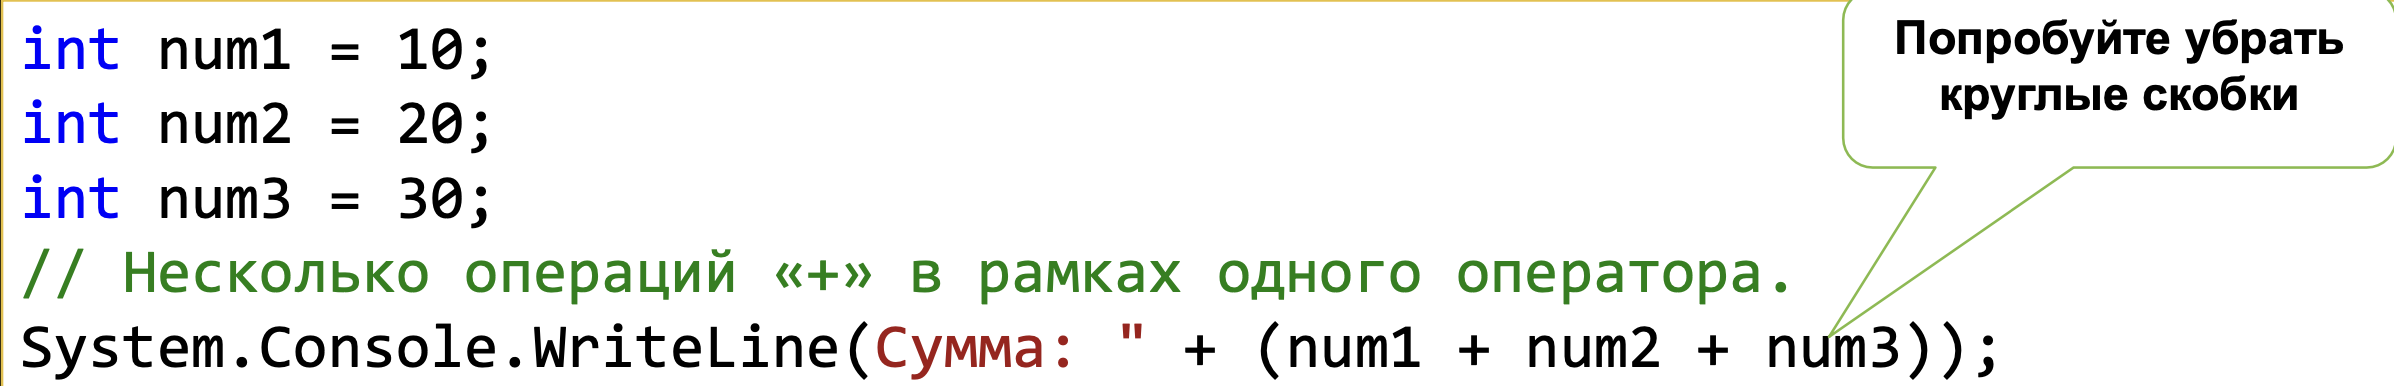 int num1 = 10;
int num2 = 20;
int num3 = 30;
// Несколько операций «+» в рамках одного оператора.
System.Console.WriteLine(Сумма: " + (num1 + num2 + num3));
Попробуйте убрать
круглые скобки